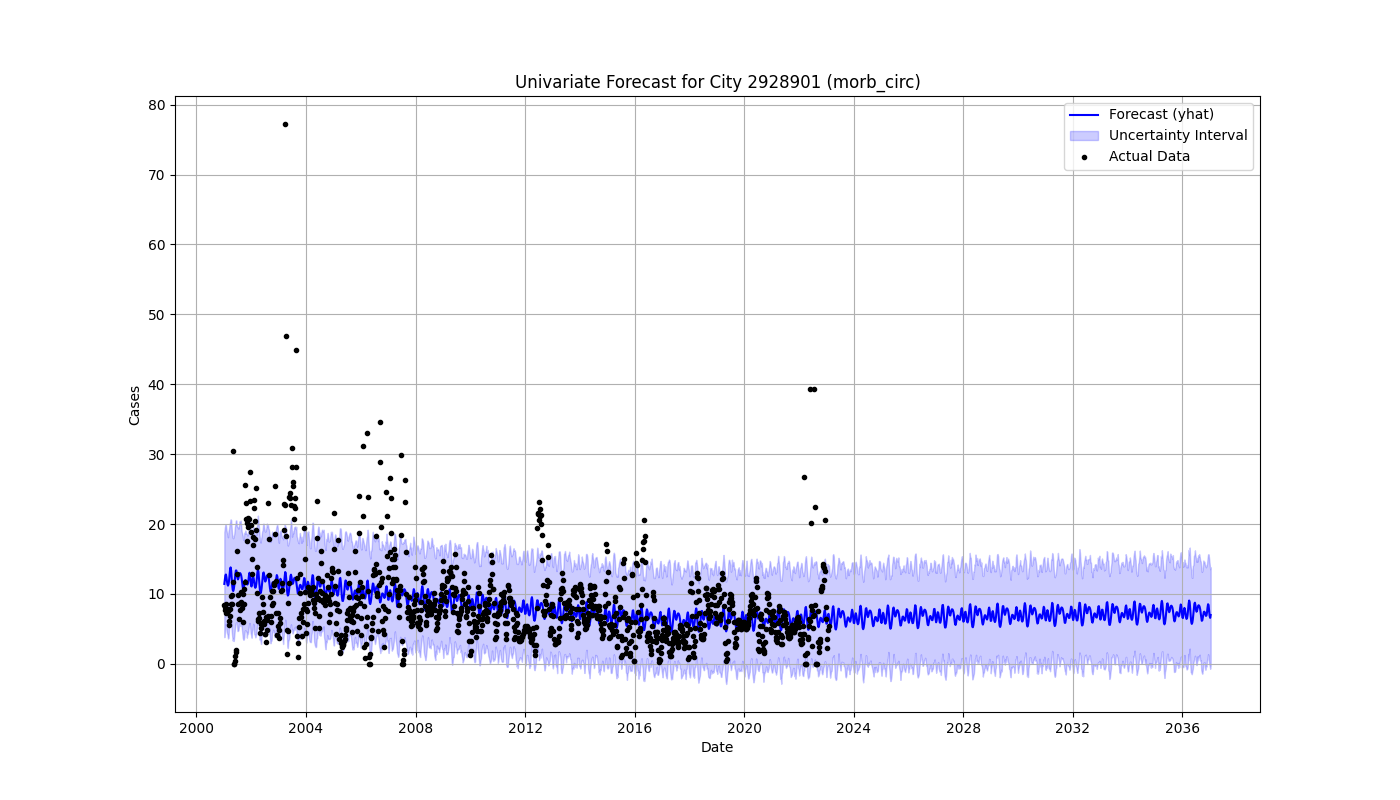 Univariate Forecast for City 2928901 (morb_circ)
Forecast (yhat)
Uncertainty Interval
Actual Data
Cases
80
70
60
50
40
30
20
10
0
2000 2004 2008 2012 2016 2020 2024 2028 2032 2036
Date